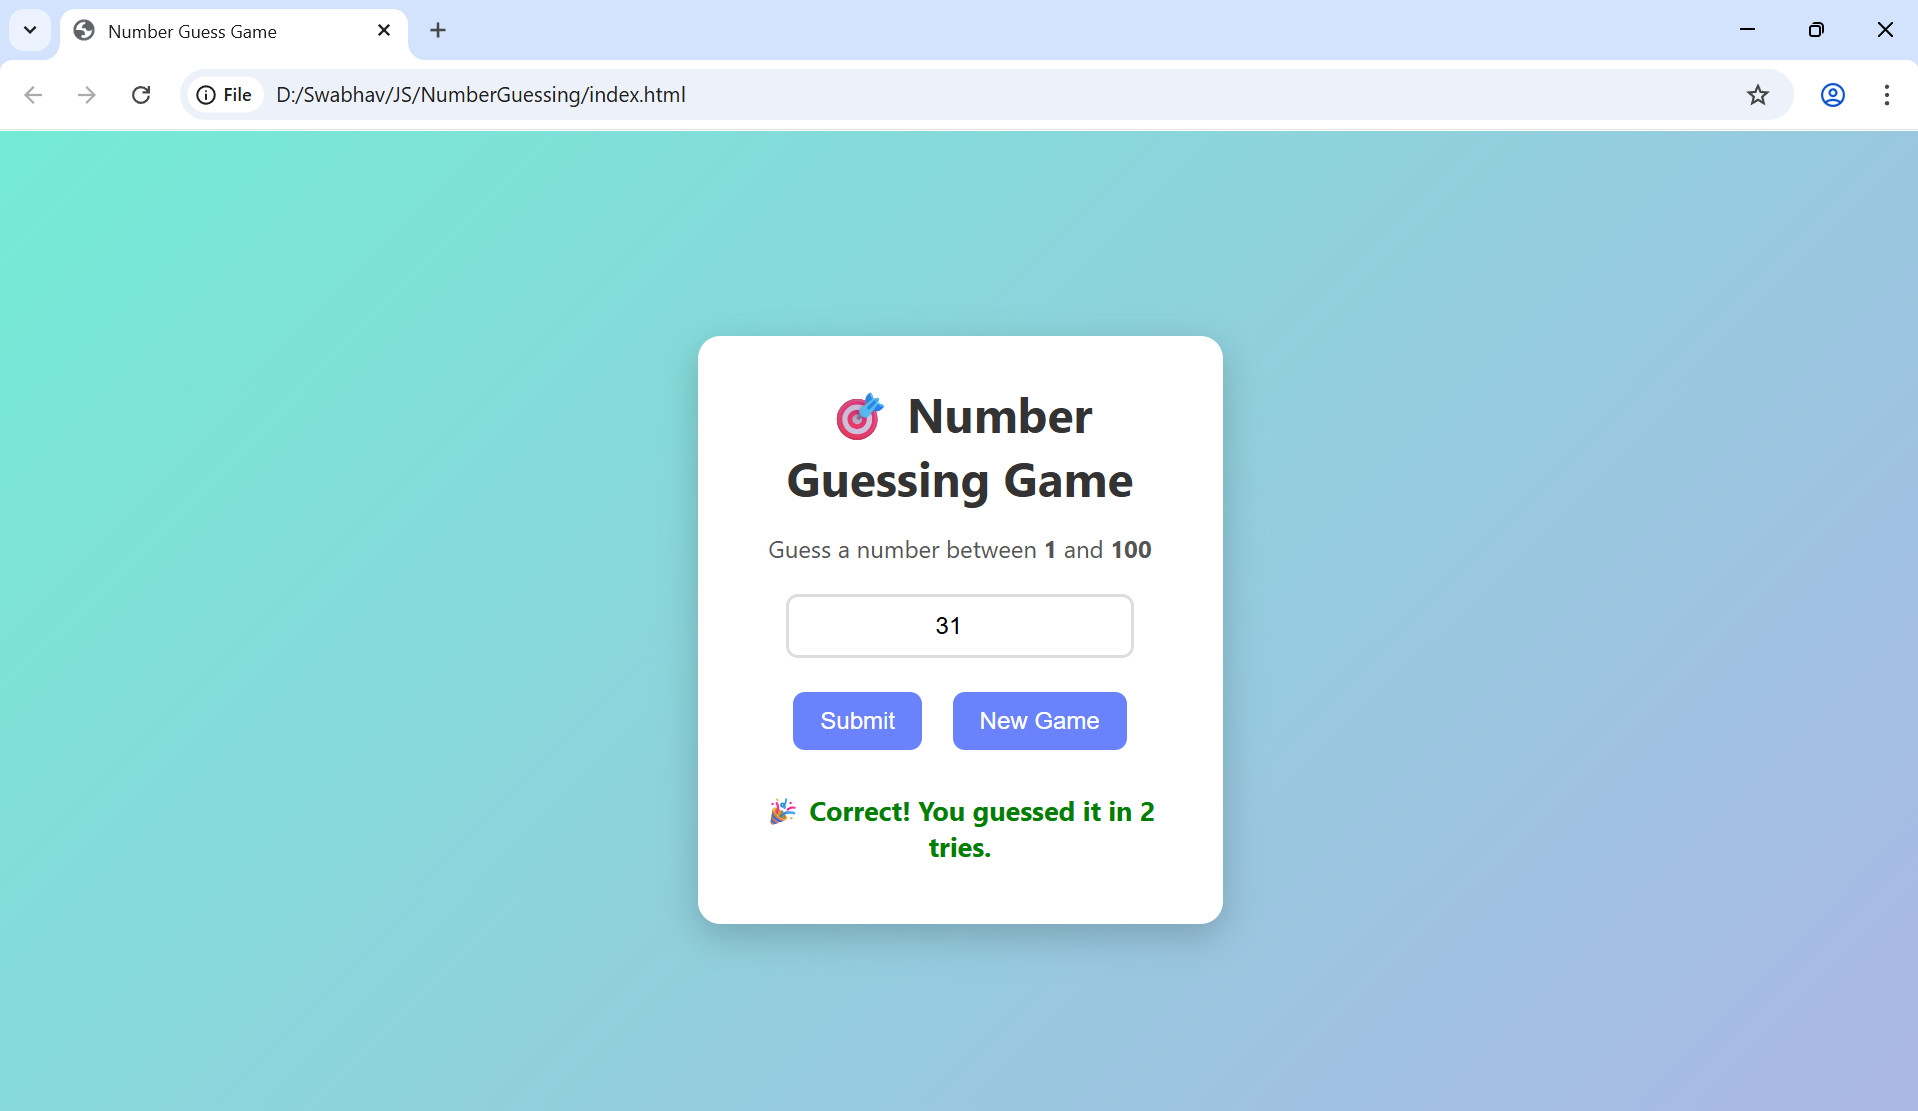 Number Guess Game
File D:/Swabhav/JS/NumberGuessing/index.html
🎯 Number
Guessing Game
Guess a number between 1 and 100
31
Submit New Game
🎉 Correct! You guessed it in 2
tries.